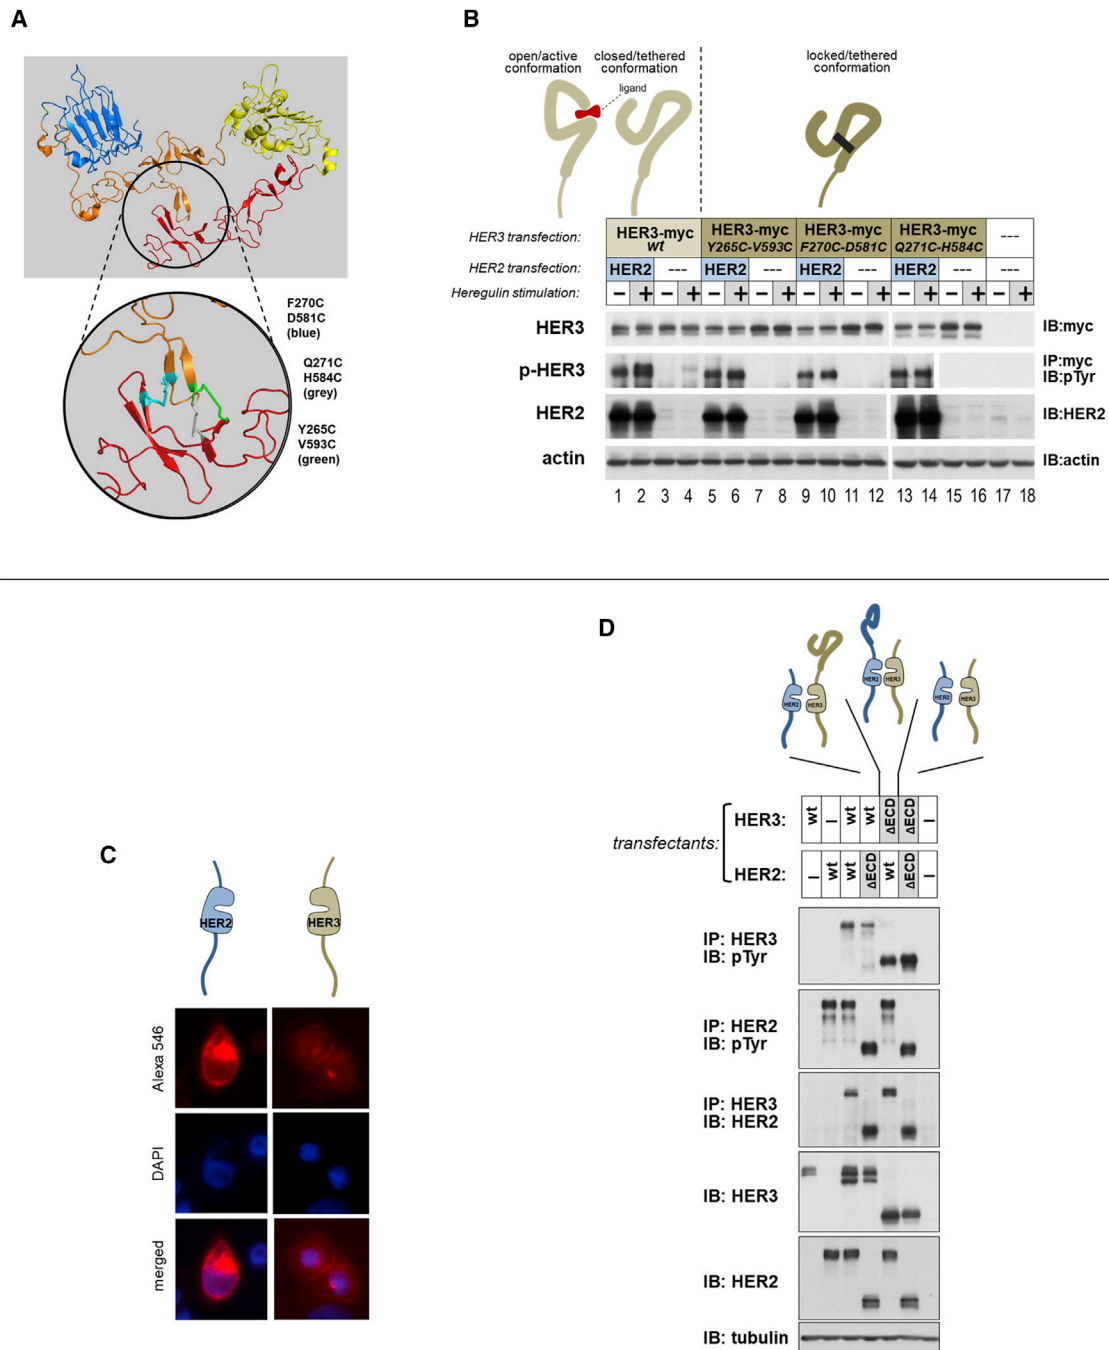 A
F270C
D581C
(blue)
Q271C
H584C
(grey)
Y265C
V593C
(green)
B
open/active
conformation
closed/tethered
conformation
ligand
locked/tethered
conformation
HER3 transfection:
HER3-myc
wt
HER3-myc
Y265C-V593C
HER3-myc
F270C-D581C
HER3-myc
Q271C-H584C
---
HER2 transfection:
HER2 --- HER2 --- HER2 --- HER2 --- ---
Heregulin stimulation:
− + − + − + − + − + − + − + − + − +
HER3
IB:myc
p-HER3
IP:myc
IB:pTyr
HER2
IB:HER2
actin
IB:actin
1 2 3 4 5 6 7 8 9 10 11 12 13 14 15 16 17 18
C
HER2
HER3
Alexa 546
DAPI
merged
D
HER2 HER3
HER2 HER3
HER2 HER3
transfectants:
HER3: wt − wt wt ΔECD ΔECD −
HER2: − wt wt ΔECD wt ΔECD −
IP: HER3
IB: pTyr
IP: HER2
IB: pTyr
IP: HER3
IB: HER2
IB: HER3
IB: HER2
IB: tubulin